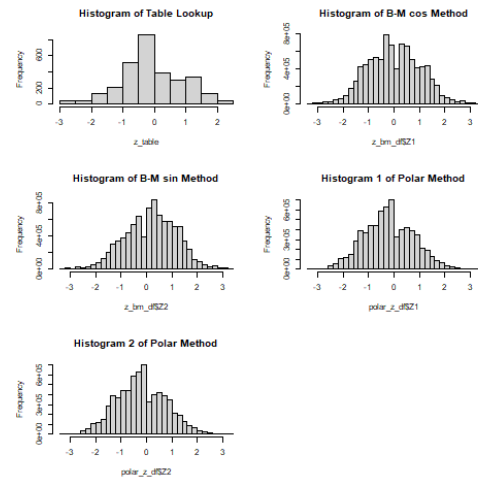 Histogram of Table Lookup
Frequency
0 200 800
-3 -2 -1 0 1 2
z_table
Histogram of B-M cos Method
Frequency
0e+00 4e+05 8e+05
-3 -2 -1 0 1 2 3
z_bm_df$Z1
Histogram of B-M sin Method
Frequency
0e+00 4e+05 8e+05
-3 -2 -1 0 1 2 3
z_bm_df$Z2
Histogram 1 of Polar Method
Frequency
0e+00 3e+05 6e+05
-3 -2 -1 0 1 2 3
polar_z_df$Z1
Histogram 2 of Polar Method
Frequency
0e+00 3e+05 6e+05
-3 -2 -1 0 1 2 3
polar_z_df$Z2